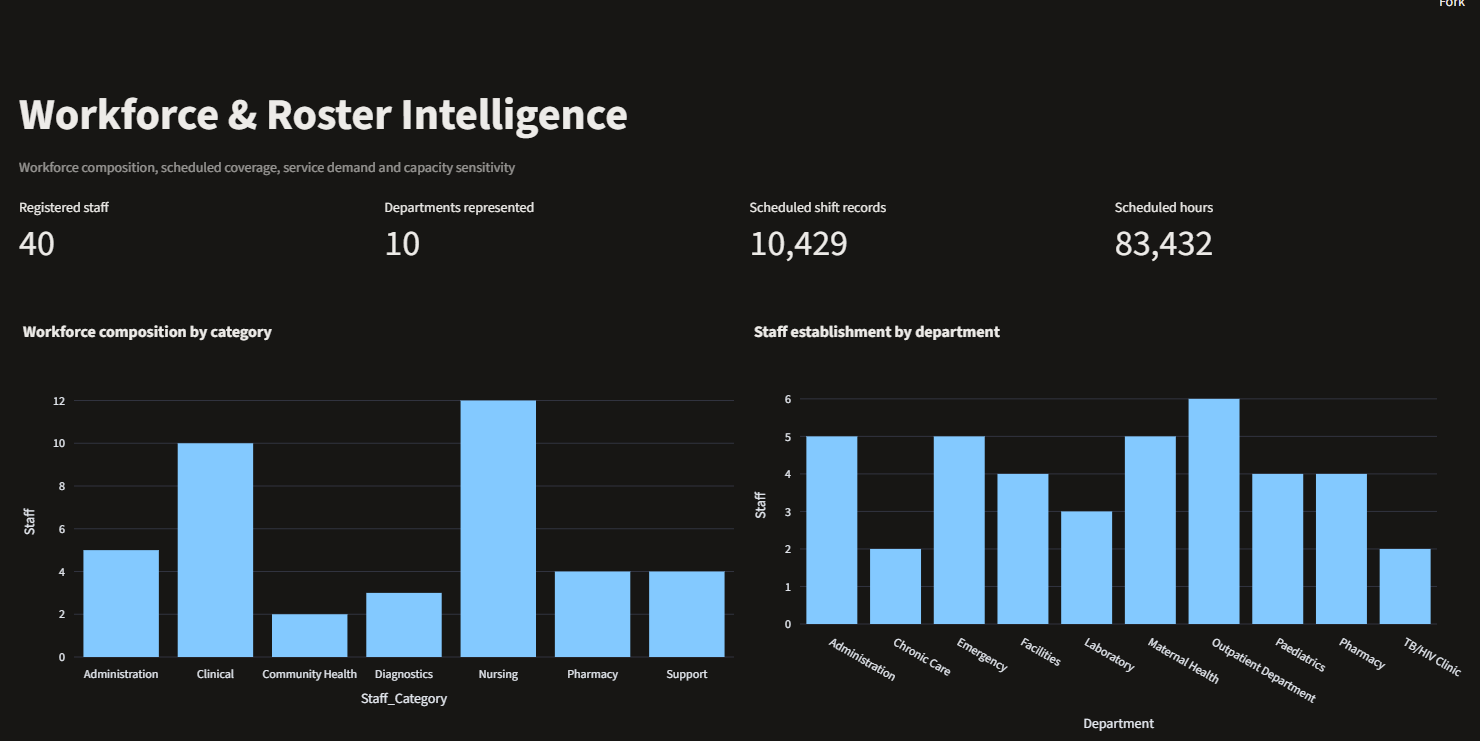 Fork
Workforce & Roster Intelligence
Workforce composition, scheduled coverage, service demand and capacity sensitivity
Registered staff
40
Departments represented
10
Scheduled shift records
10,429
Scheduled hours
83,432
Workforce composition by category
12
10
8
6
4
2
0
Staff
Administration
Clinical
Community Health
Diagnostics
Nursing
Pharmacy
Support
Staff_Category
Staff establishment by department
6
5
4
3
2
1
0
Staff
Administration
Chronic Care
Emergency
Facilities
Laboratory
Maternal Health
Outpatient Department
Paediatrics
Pharmacy
TB/HIV Clinic
Department